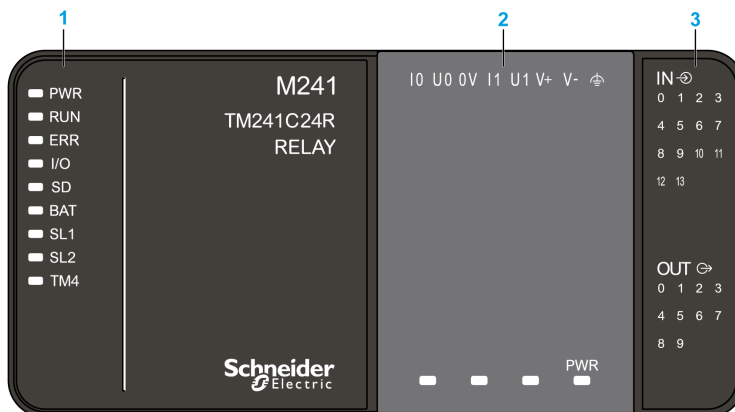 1
2
3
PWR
RUN
ERR
I/O
SD
BAT
SL1
SL2
TM4
M241
TM241C24R
RELAY
Schneider
Electric
I0 U0 0V I1 U1 V+ V-
PWR
IN
0 1 2 3
4 5 6 7
8 9 10 11
12 13
OUT
0 1 2 3
4 5 6 7
8 9